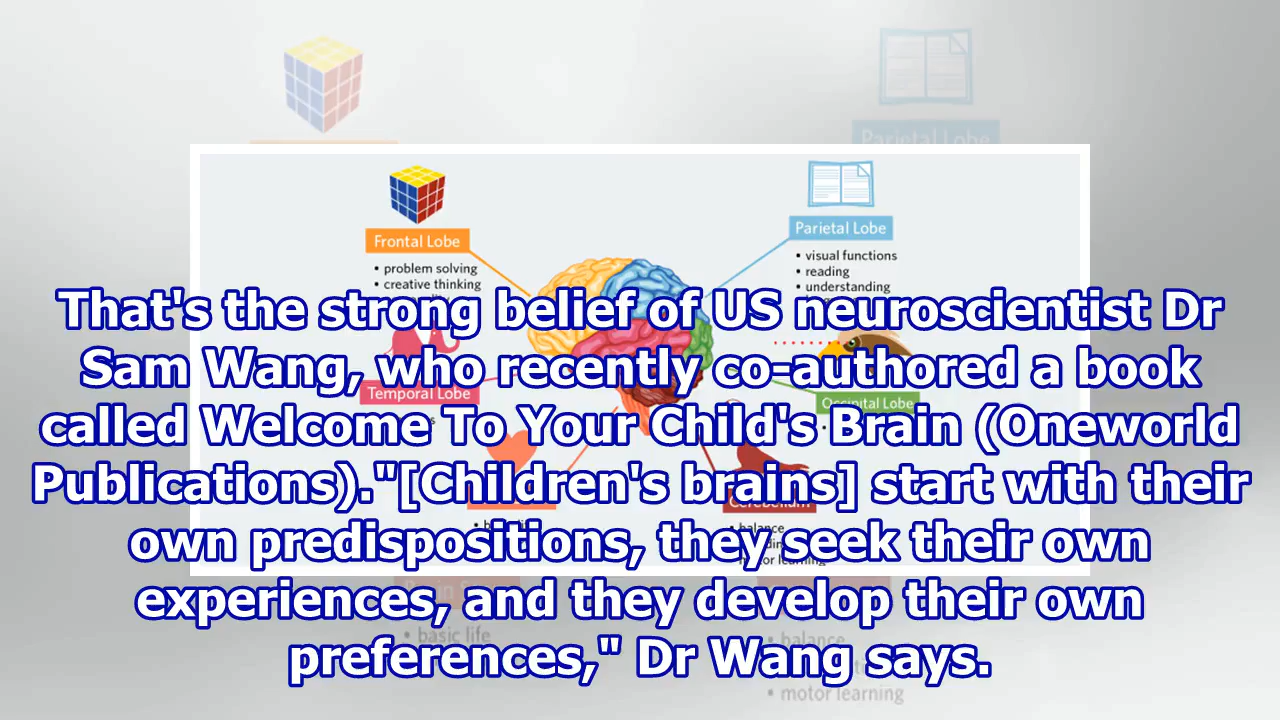 Parietal Lobe
Frontal Lobe
• problem solving
• creative thinking
Parietal Lobe
• visual functions
• reading
• understanding
That's the strong belief of US neuroscientist Dr
Sam Wang, who recently co-authored a book
called Welcome To Your Child's Brain (Oneworld
Publications)."[Children's brains] start with their
own predispositions, they seek their own
experiences, and they develop their own
preferences," Dr Wang says.
Temporal Lobe
Occipital Lobe
Cerebellum
• balance
motor learning
• basic life
• balance
• motor learning